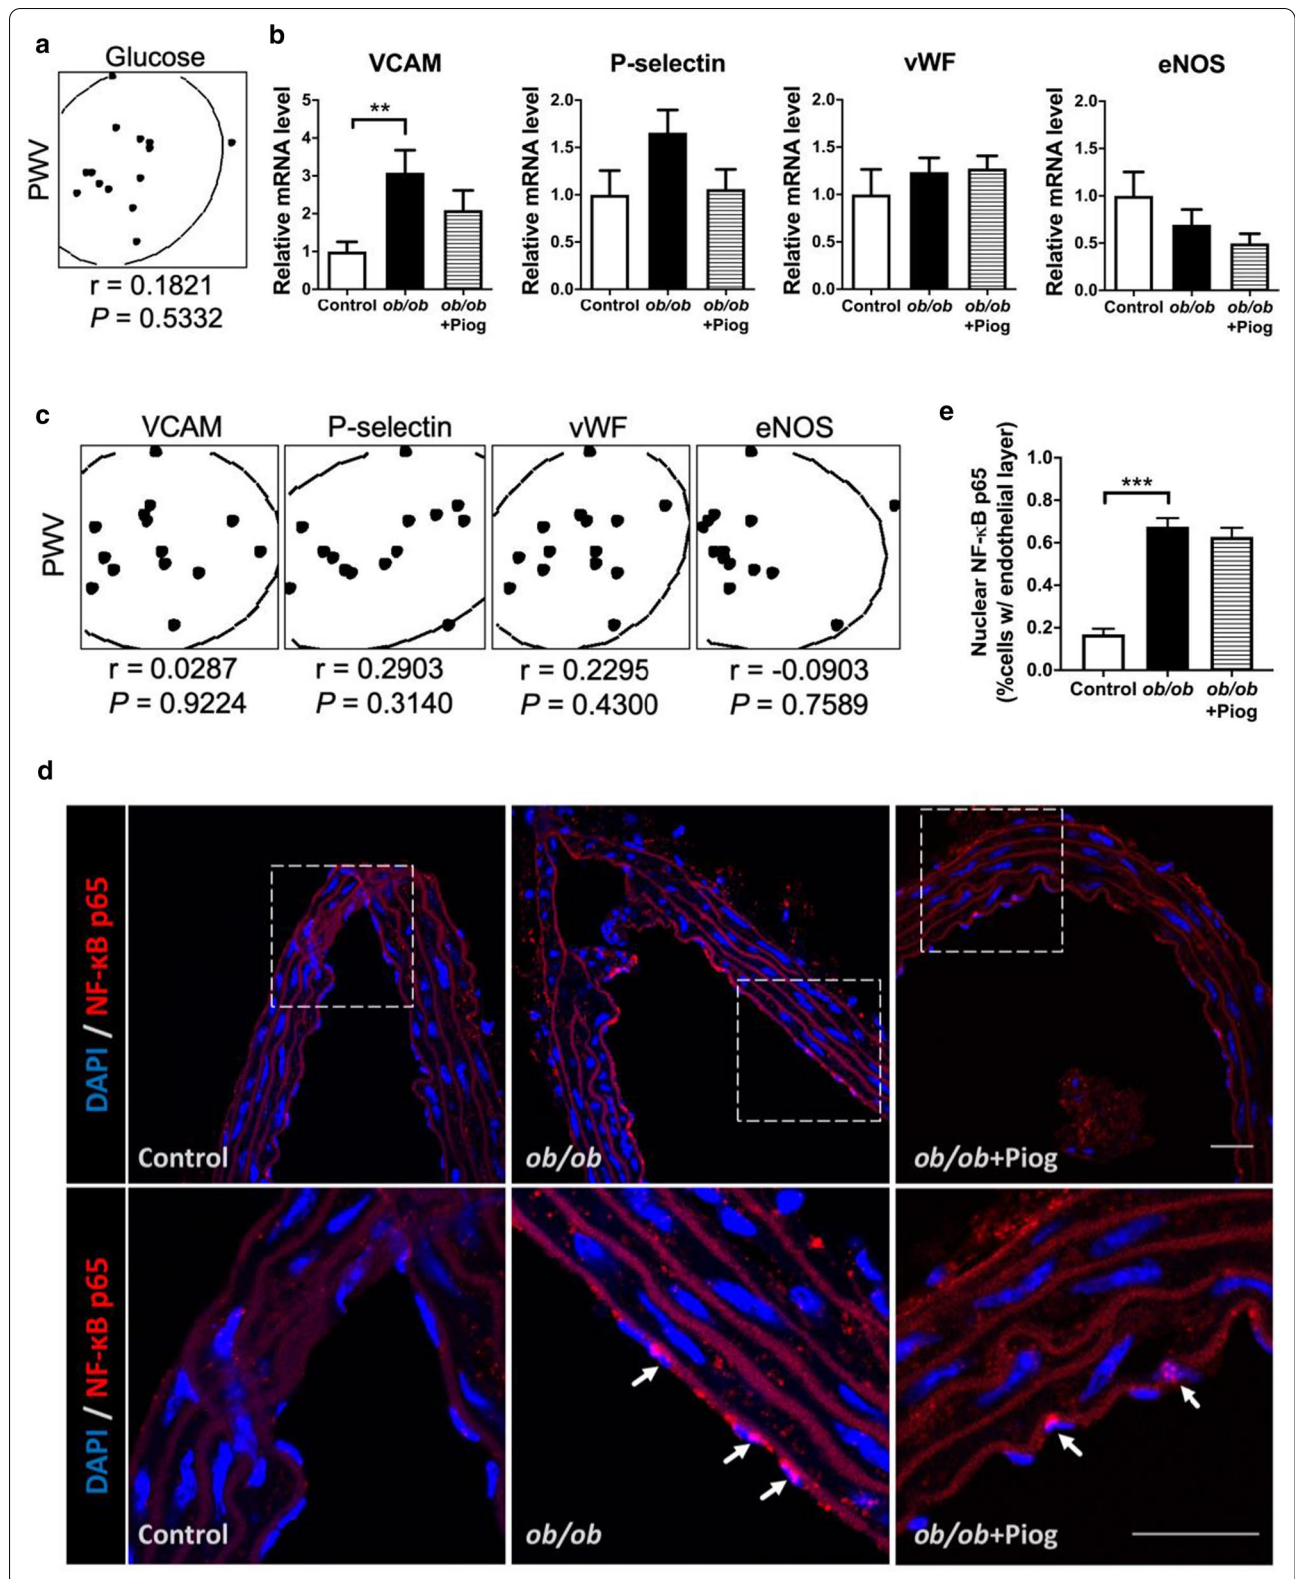 a
Glucose
PWV
r = 0.1821
P = 0.5332
b
VCAM
Relative mRNA level
5
4
3
2
1
0
**
Control ob/ob ob/ob
+Piog
P-selectin
Relative mRNA level
2.0
1.5
1.0
0.5
0.0
Control ob/ob ob/ob
+Piog
vWF
Relative mRNA level
2.0
1.5
1.0
0.5
0.0
Control ob/ob ob/ob
+Piog
eNOS
Relative mRNA level
2.0
1.5
1.0
0.5
0.0
Control ob/ob ob/ob
+Piog
c
PWV
VCAM
r = 0.0287
P = 0.9224
P-selectin
r = 0.2903
P = 0.3140
vWF
r = 0.2295
P = 0.4300
eNOS
r = -0.0903
P = 0.7589
e
Nuclear NF-κB p65
(%cells w/ endothelial layer)
1.0
0.8
0.6
0.4
0.2
0.0
***
Control ob/ob ob/ob
+Piog
d
DAPI / NF-κB p65
Control
ob/ob
ob/ob+Piog
DAPI / NF-κB p65
Control
ob/ob
ob/ob+Piog